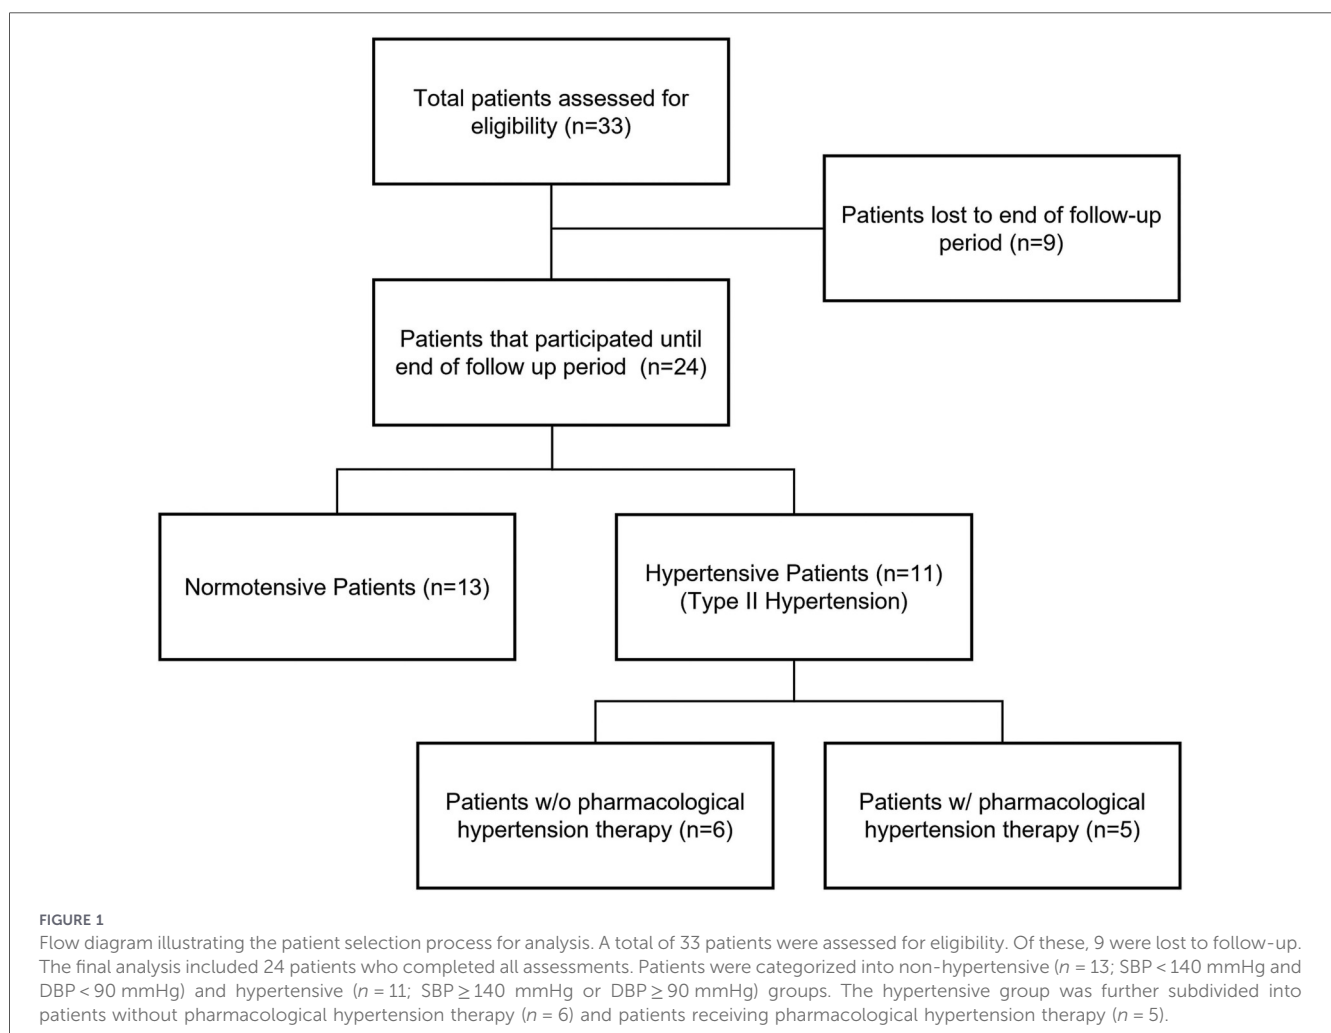 Total patients assessed for
eligibility (n=33)
Patients lost to end of follow-up
period (n=9)
Patients that participated until
end of follow up period (n=24)
Normotensive Patients (n=13)
Hypertensive Patients (n=11)
(Type II Hypertension)
Patients w/o pharmacological
hypertension therapy (n=6)
Patients w/ pharmacological
hypertension therapy (n=5)
FIGURE 1
Flow diagram illustrating the patient selection process for analysis. A total of 33 patients were assessed for eligibility. Of these, 9 were lost to follow-up.
The final analysis included 24 patients who completed all assessments. Patients were categorized into non-hypertensive (n = 13; SBP < 140 mmHg and
DBP < 90 mmHg) and hypertensive (n = 11; SBP ≥ 140 mmHg or DBP ≥ 90 mmHg) groups. The hypertensive group was further subdivided into
patients without pharmacological hypertension therapy (n = 6) and patients receiving pharmacological hypertension therapy (n = 5).